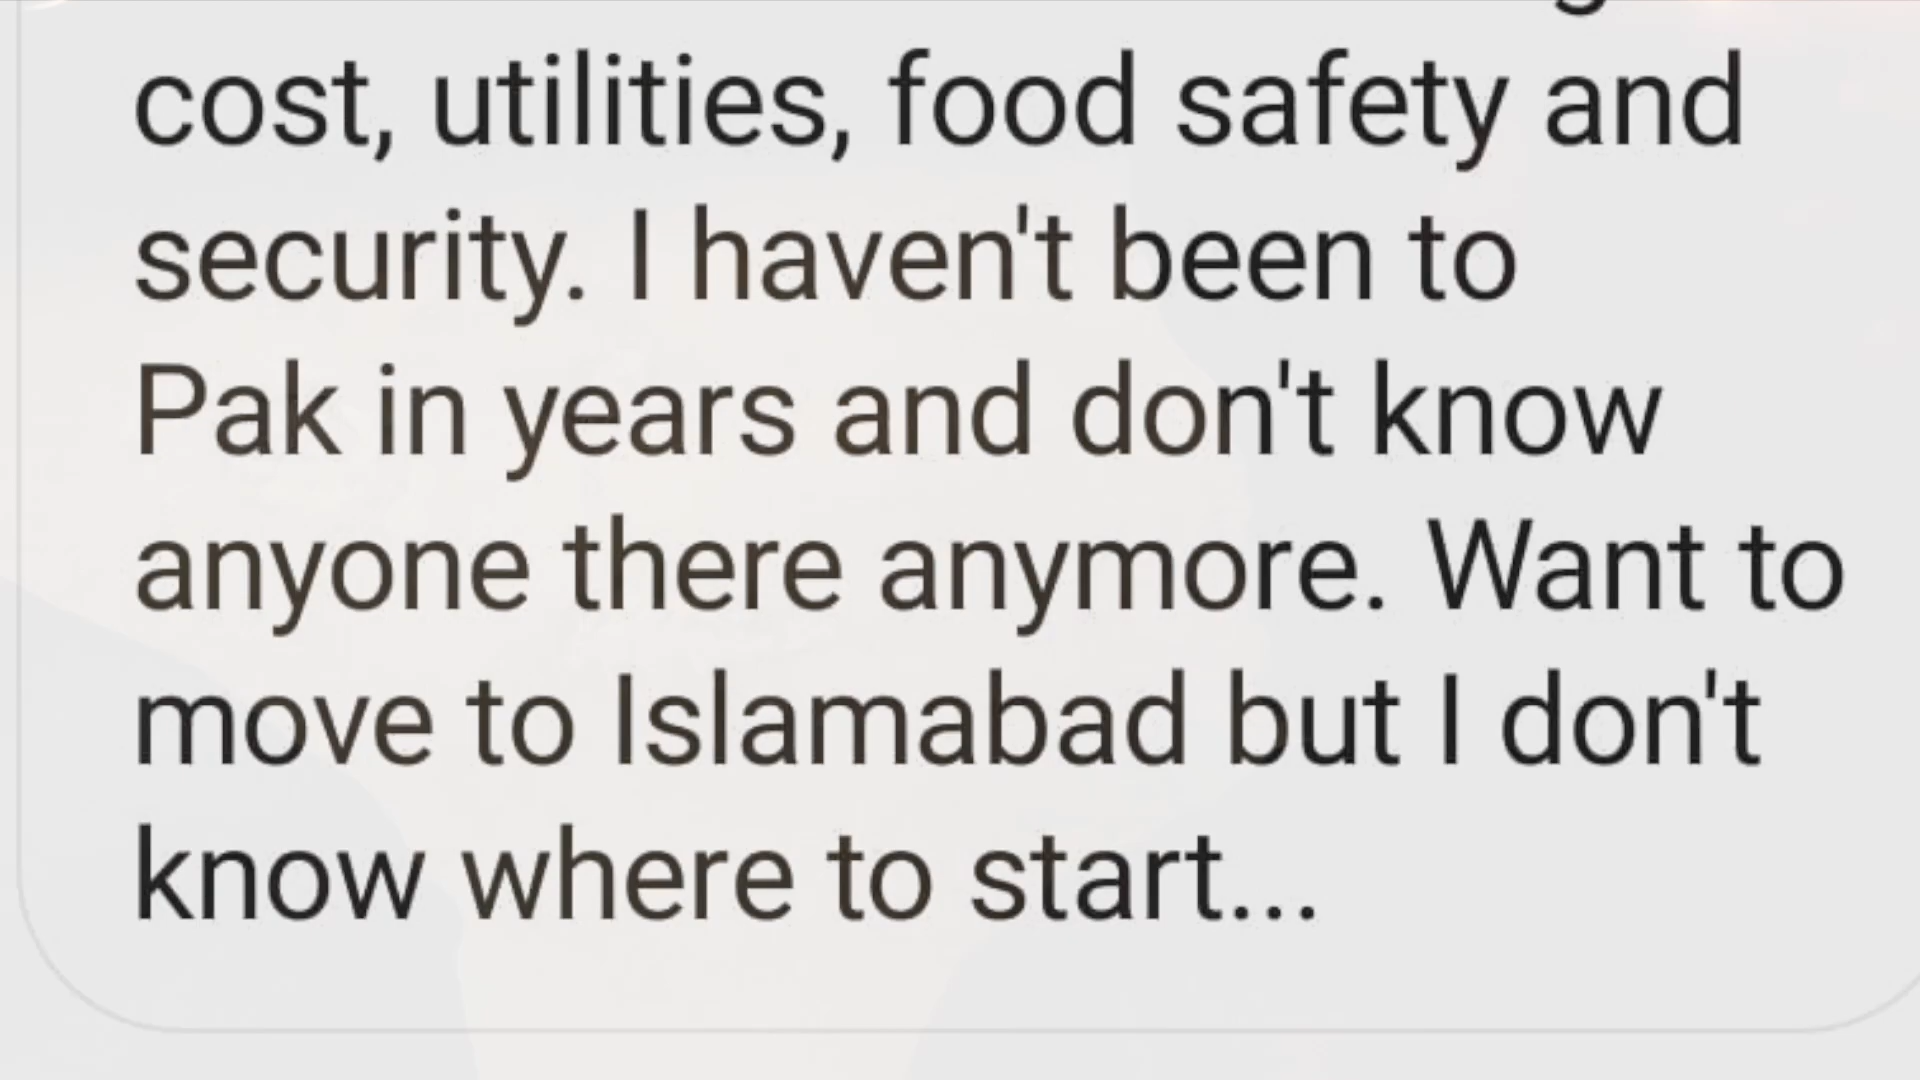 cost, utilities, food safety and
security. I haven't been to
Pak in years and don't know
anyone there anymore. Want to
move to Islamabad but I don't
know where to start...